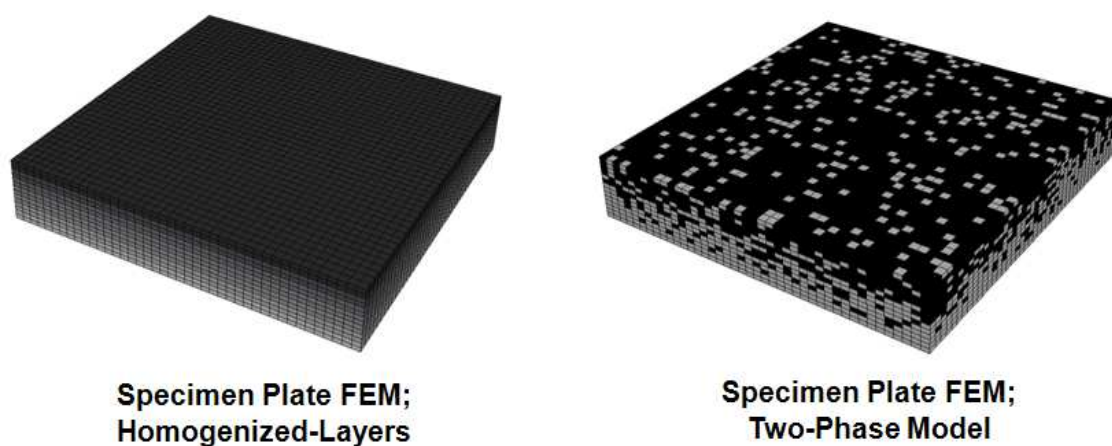 Specimen Plate FEM;
Homogenized-Layers
Specimen Plate FEM;
Two-Phase Model